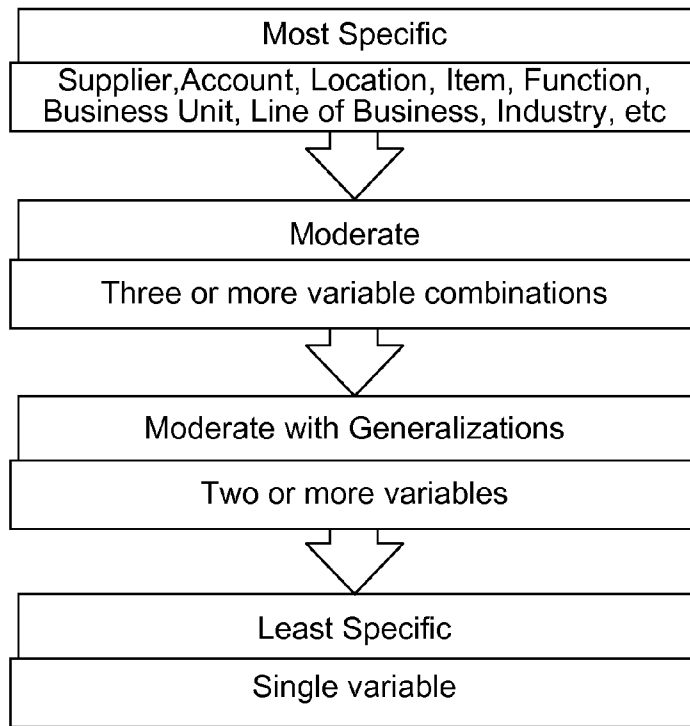 Most Specific
Supplier,Account, Location, Item, Function,
Business Unit, Line of Business, Industry, etc
Moderate
Three or more variable combinations
Moderate with Generalizations
Two or more variables
Least Specific
Single variable